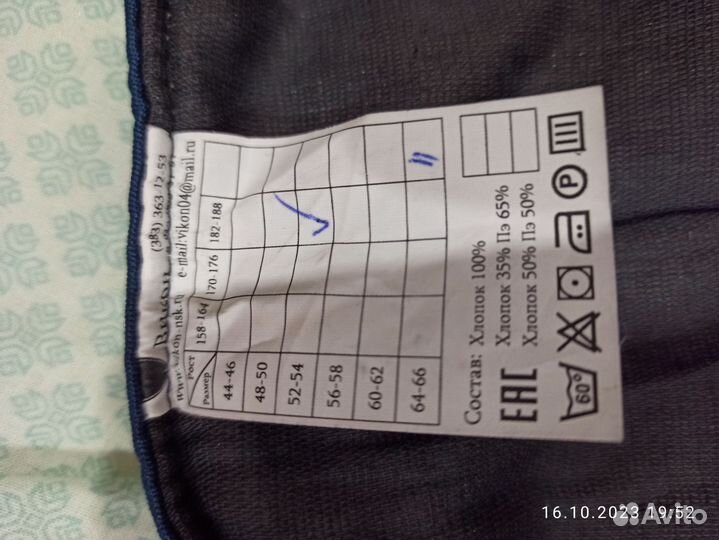 (383) 363-12-53
www.vikon-nsk.ru e-mail:vikon04@mail.ru
Рост 158-164 170-176 182-188
Размер
44-46
48-50
52-54
56-58
60-62
64-66 11
Состав: Хлопок 100%
Хлопок 35% Пэ 65%
Хлопок 50% Пэ 50%
ЕАС
60°
P
16.10.2023 19:52
Avito